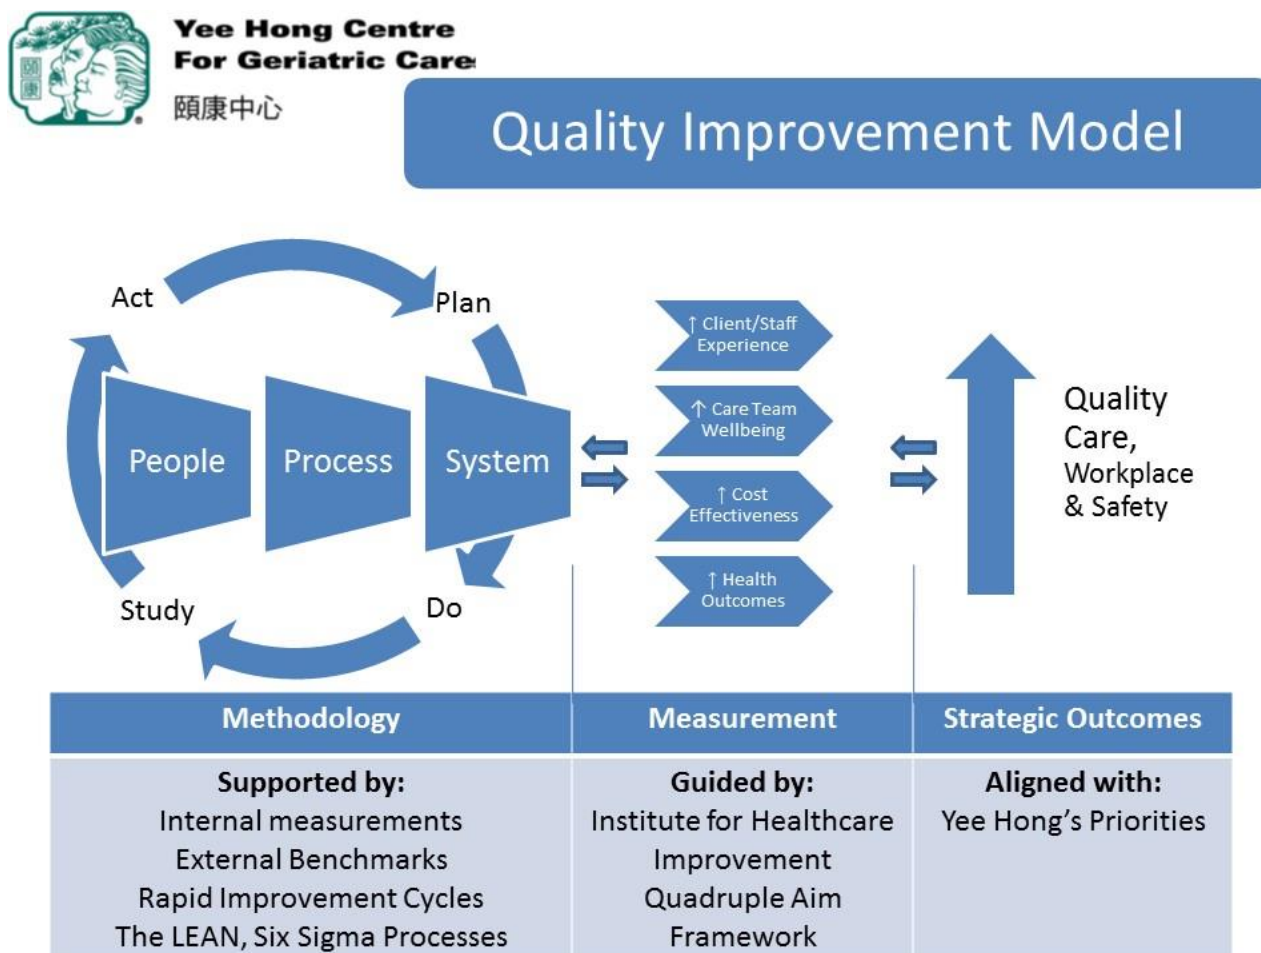 Yee Hong Centre
For Geriatric Care
頤康中心
頤
康
Quality Improvement Model
Act
Plan
People
Process
System
Study
Do
↑ Client/Staff
Experience
↑ Care Team
Wellbeing
↑ Cost
Effectiveness
↑ Health
Outcomes
Quality
Care,
Workplace
& Safety
Methodology
Measurement
Strategic Outcomes
Supported by:
Internal measurements
External Benchmarks
Rapid Improvement Cycles
The LEAN, Six Sigma Processes
Guided by:
Institute for Healthcare
Improvement
Quadruple Aim
Framework
Aligned with:
Yee Hong’s Priorities